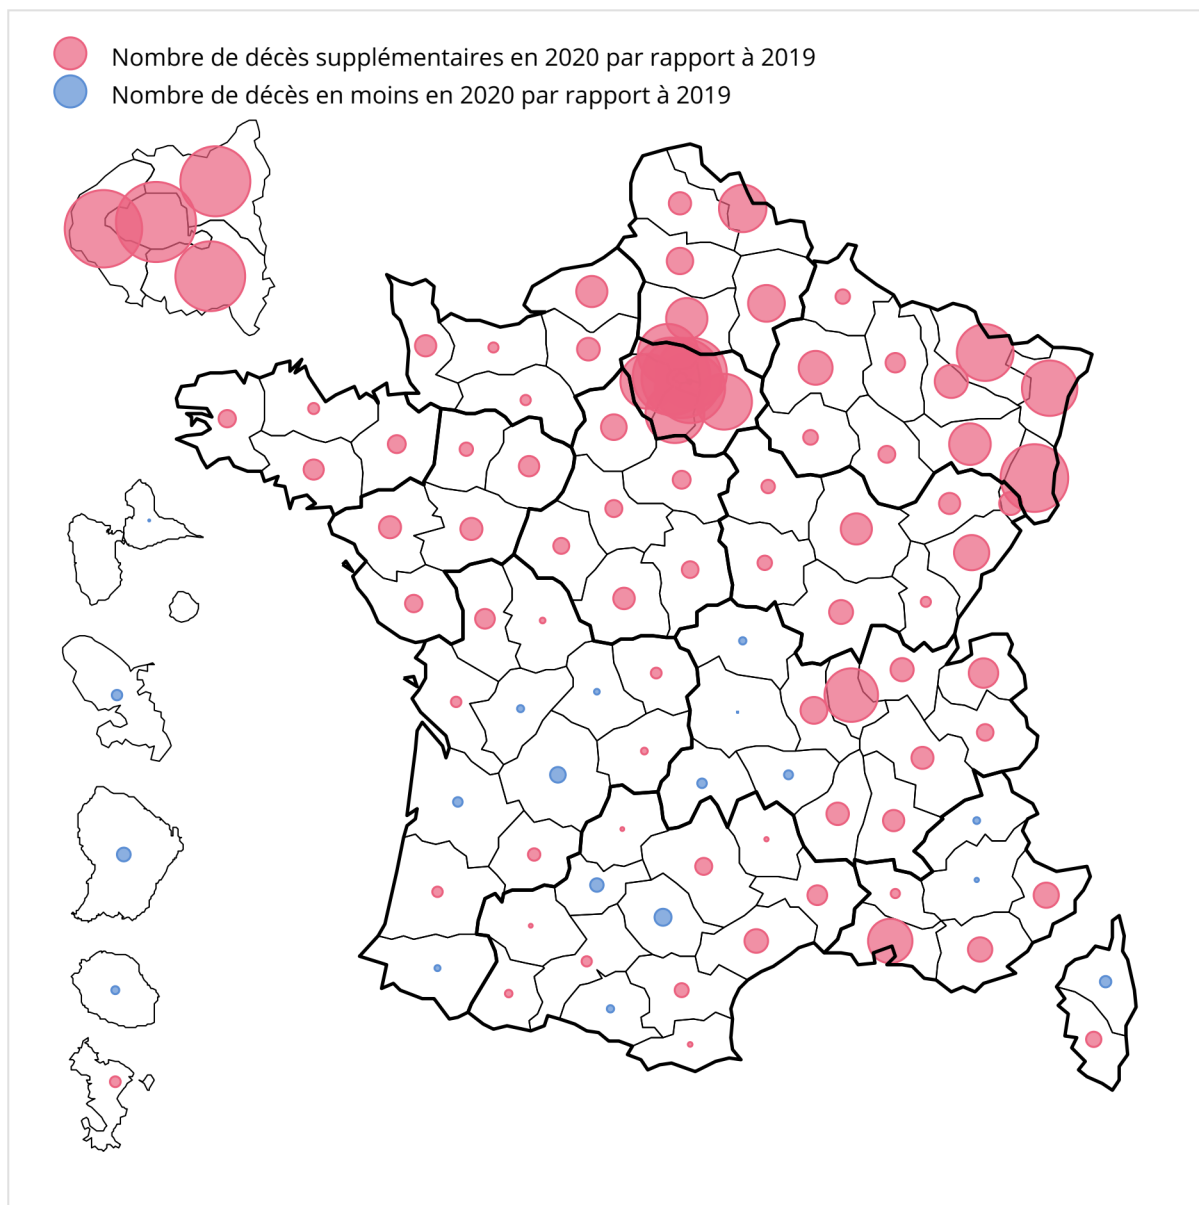 Nombre de décès supplémentaires en 2020 par rapport à 2019
Nombre de décès en moins en 2020 par rapport à 2019